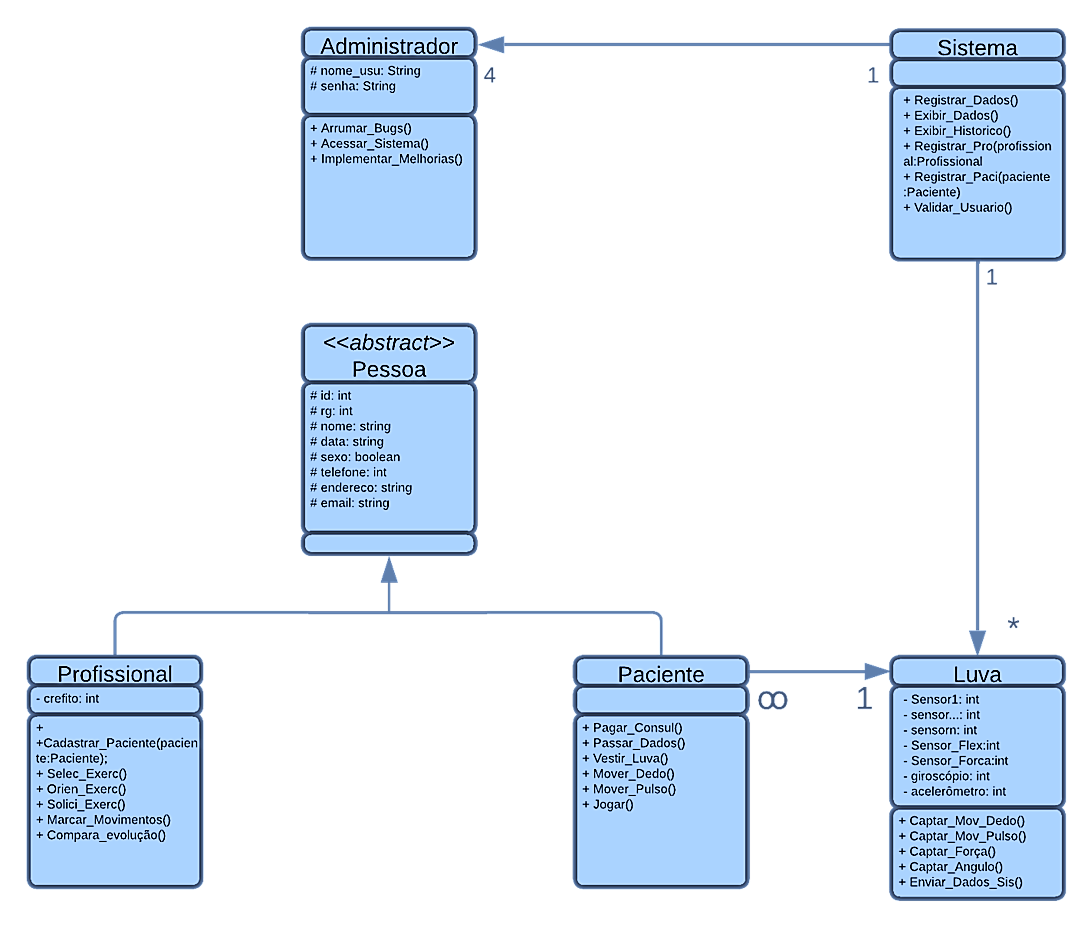 Administrador
# nome_usu: String
# senha: String
+ Arrumar_Bugs()
+ Acessar_Sistema()
+ Implementar_Melhorias()
4
1
Sistema
+ Registrar_Dados()
+ Exibir_Dados()
+ Exibir_Historico()
+ Registrar_Pro(profission
al:Profissional
+ Registrar_Paci(paciente
:Paciente)
+ Validar_Usuario()
1
*
<<abstract>>
Pessoa
# id: int
# rg: int
# nome: string
# data: string
# sexo: boolean
# telefone: int
# endereco: string
# email: string
Profissional
- crefito: int
+
+Cadastrar_Paciente(pacien
te:Paciente);
+ Selec_Exerc()
+ Orien_Exerc()
+ Solici_Exerc()
+ Marcar_Movimentos()
+ Compara_evolução()
Paciente
+ Pagar_Consul()
+ Passar_Dados()
+ Vestir_Luva()
+ Mover_Dedo()
+ Mover_Pulso()
+ Jogar()
∞
1
Luva
- Sensor1: int
- sensor...: int
- sensorn: int
- Sensor_Flex:int
- Sensor_Forca:int
- giroscópio: int
- acelerômetro: int
+ Captar_Mov_Dedo()
+ Captar_Mov_Pulso()
+ Captar_Força()
+ Captar_Angulo()
+ Enviar_Dados_Sis()